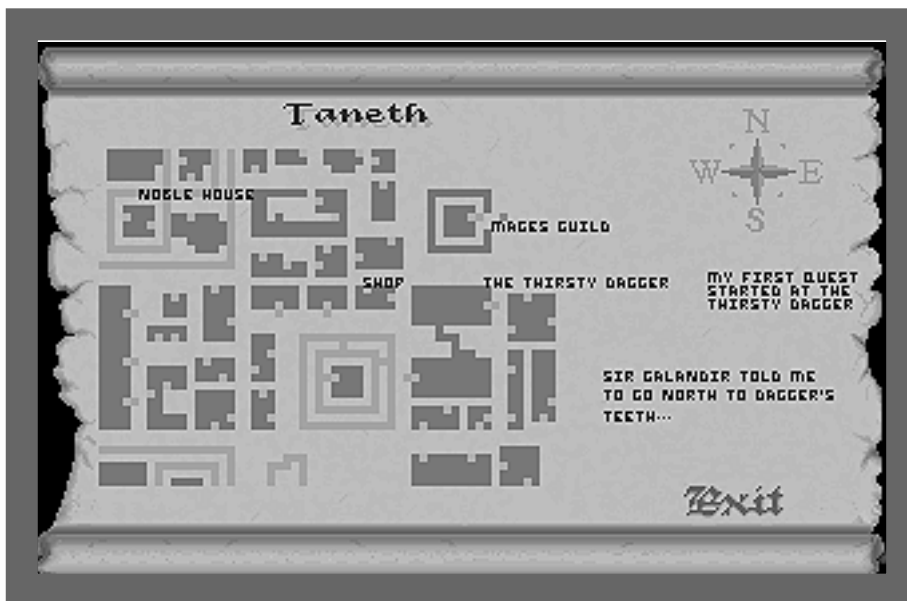 Taneth
N
W E
S
NOBLE HOUSE
MAGES GUILD
SHOP
THE THIRSTY DAGGER
MY FIRST QUEST
STARTED AT THE
THIRSTY DAGGER
SIR GALANDIR TOLD ME
TO GO NORTH TO DAGGER'S
TEETH...
Exit